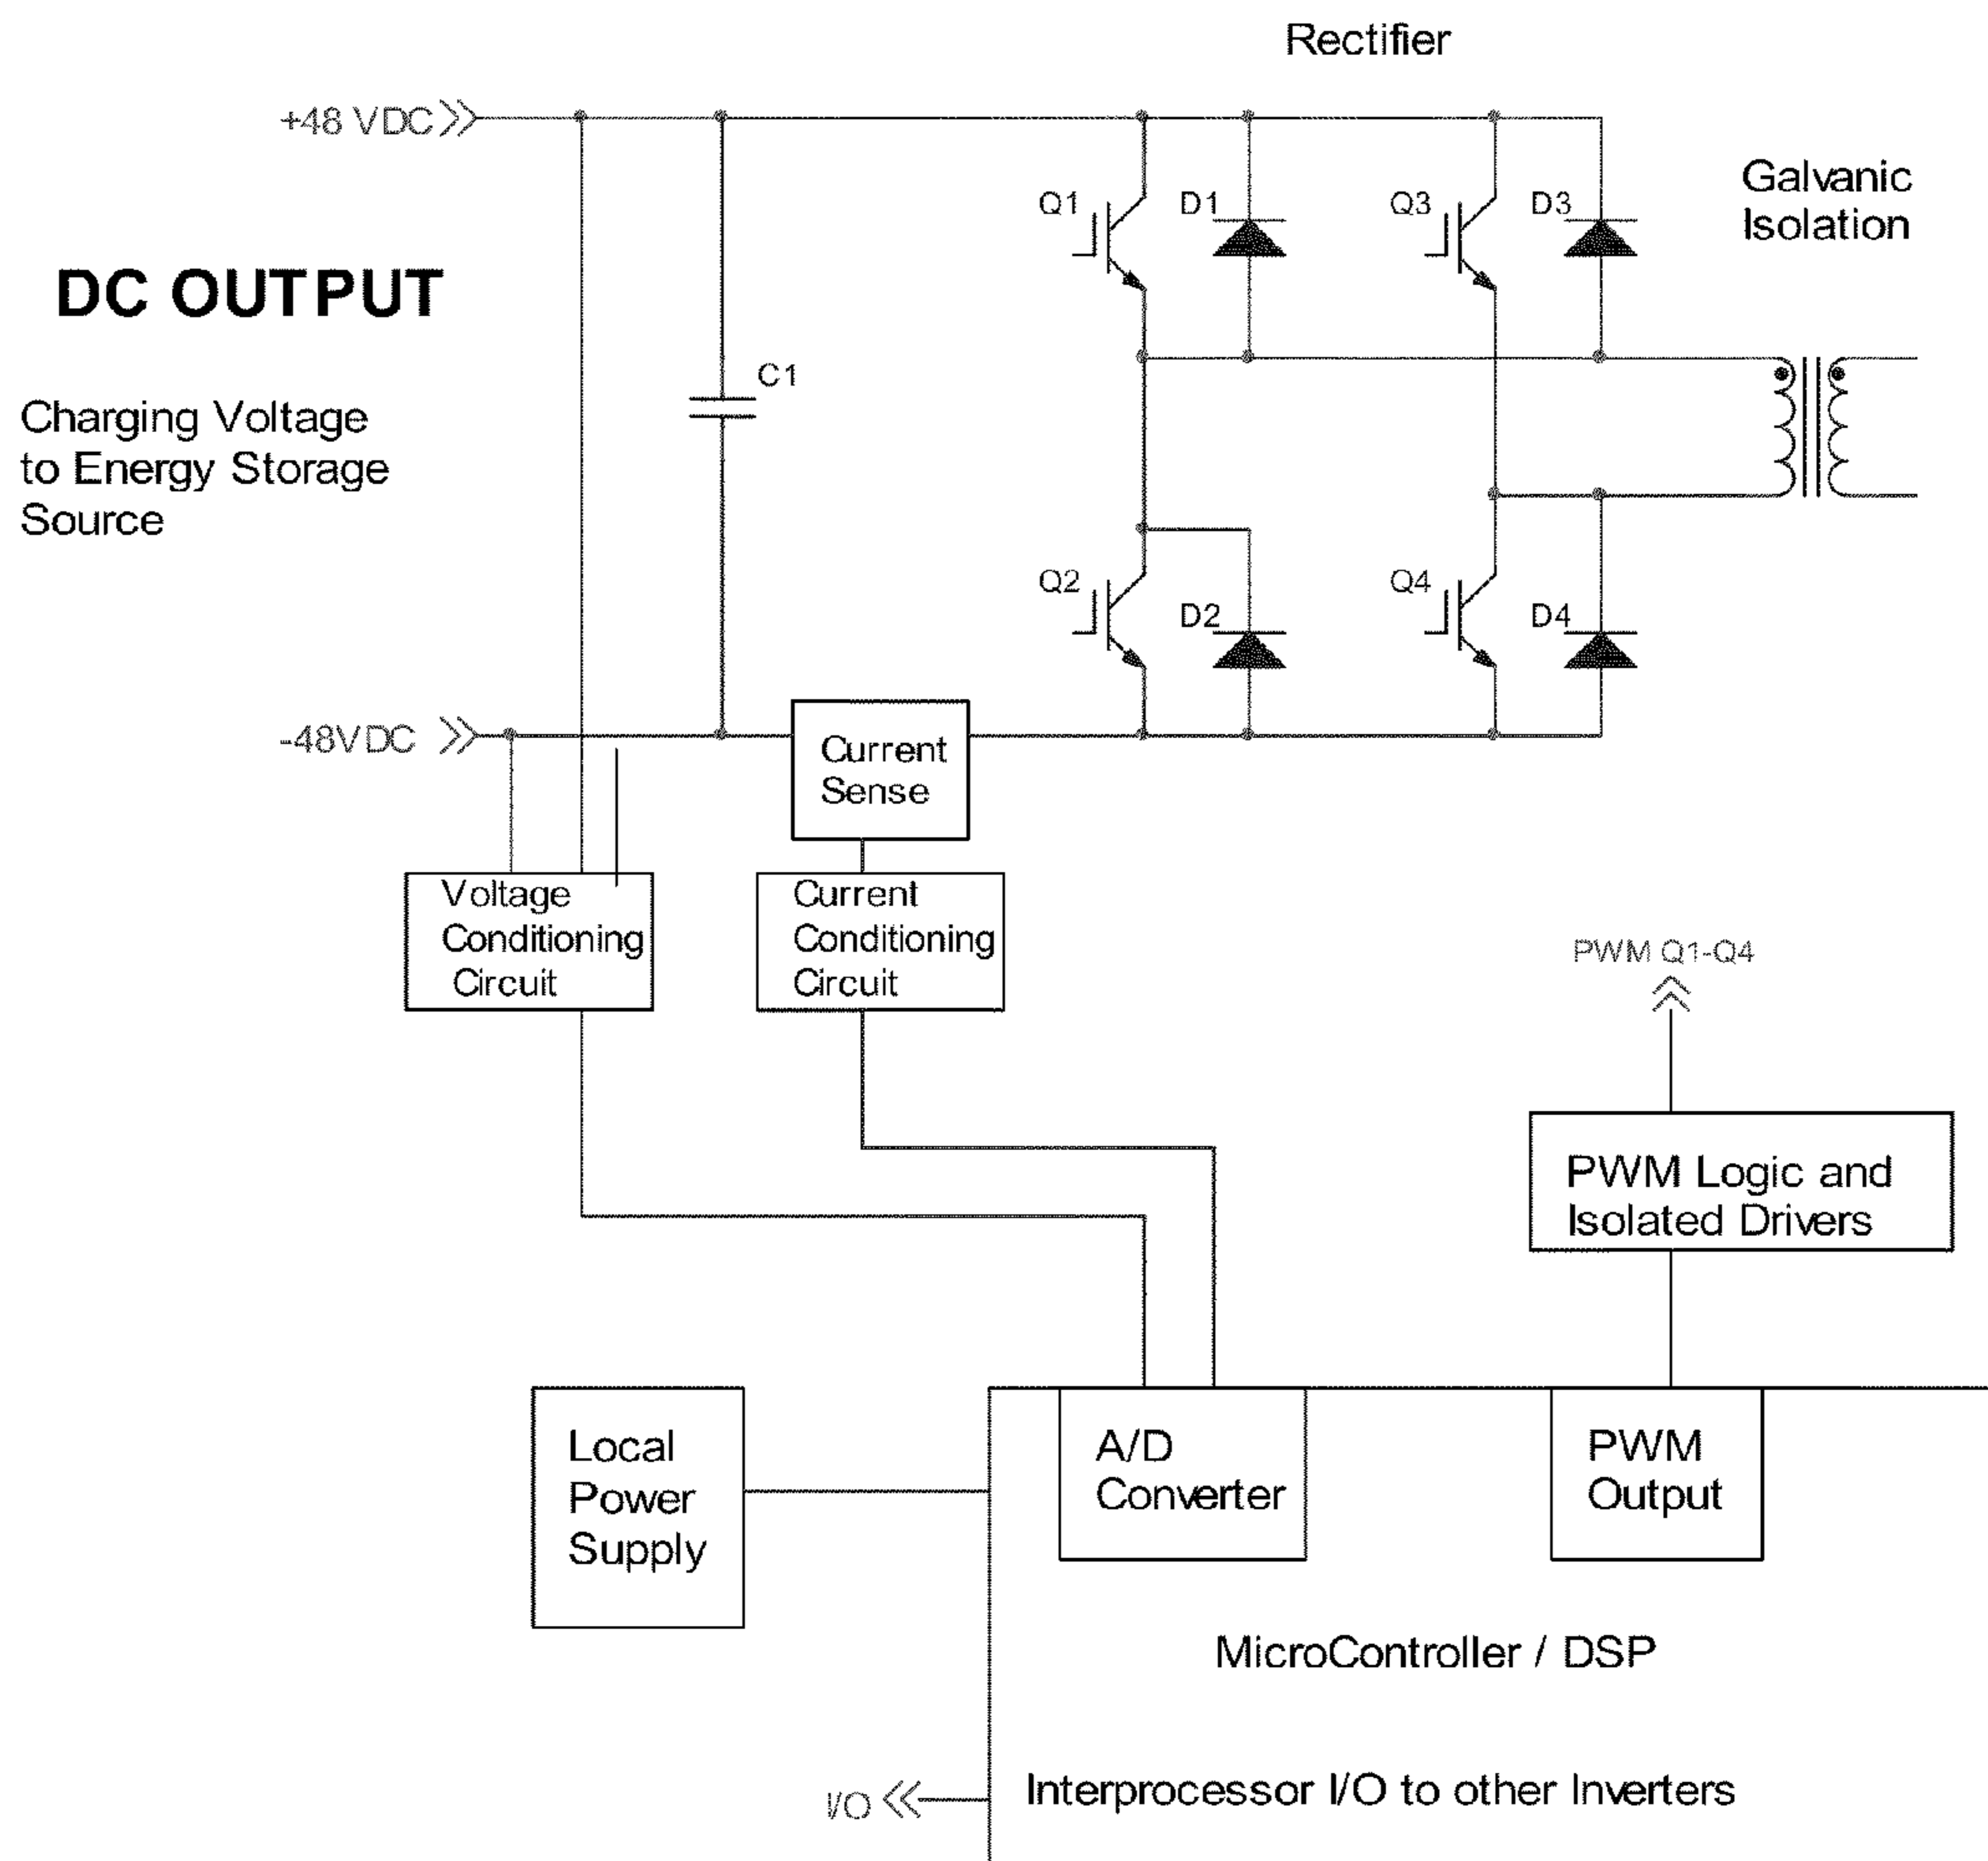 Rectifier
+48 VDC
Q1
D1
Q3
D3
Galvanic
Isolation
DC OUTPUT
C1
Charging Voltage
to Energy Storage
Source
Q2
D2
Q4
D4
-48VDC
Current
Sense
Voltage
Conditioning
Circuit
Current
Conditioning
Circuit
PWM Q1-Q4
PWM Logic and
Isolated Drivers
Local
Power
Supply
A/D
Converter
PWM
Output
MicroController / DSP
I/O
Interprocessor I/O to other Inverters